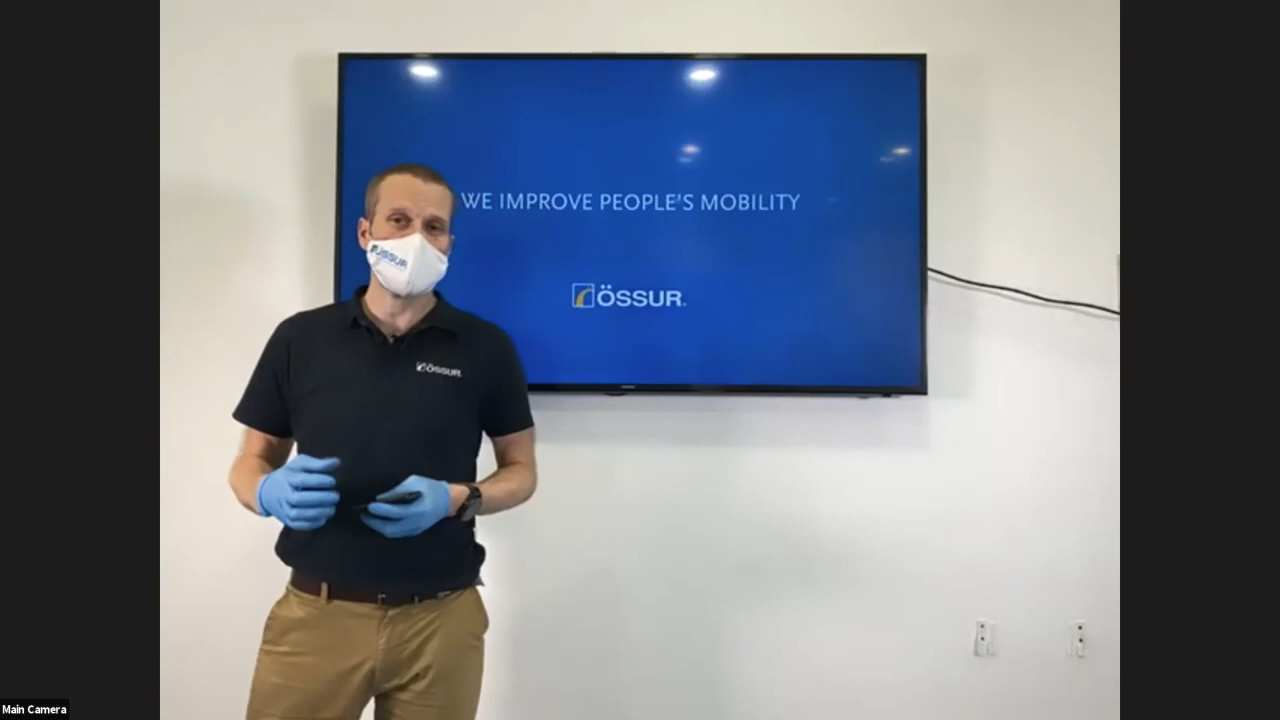 WE IMPROVE PEOPLE'S MOBILITY
ÖSSUR.
ÖSSUR
ÖSSUR.
Main Camera